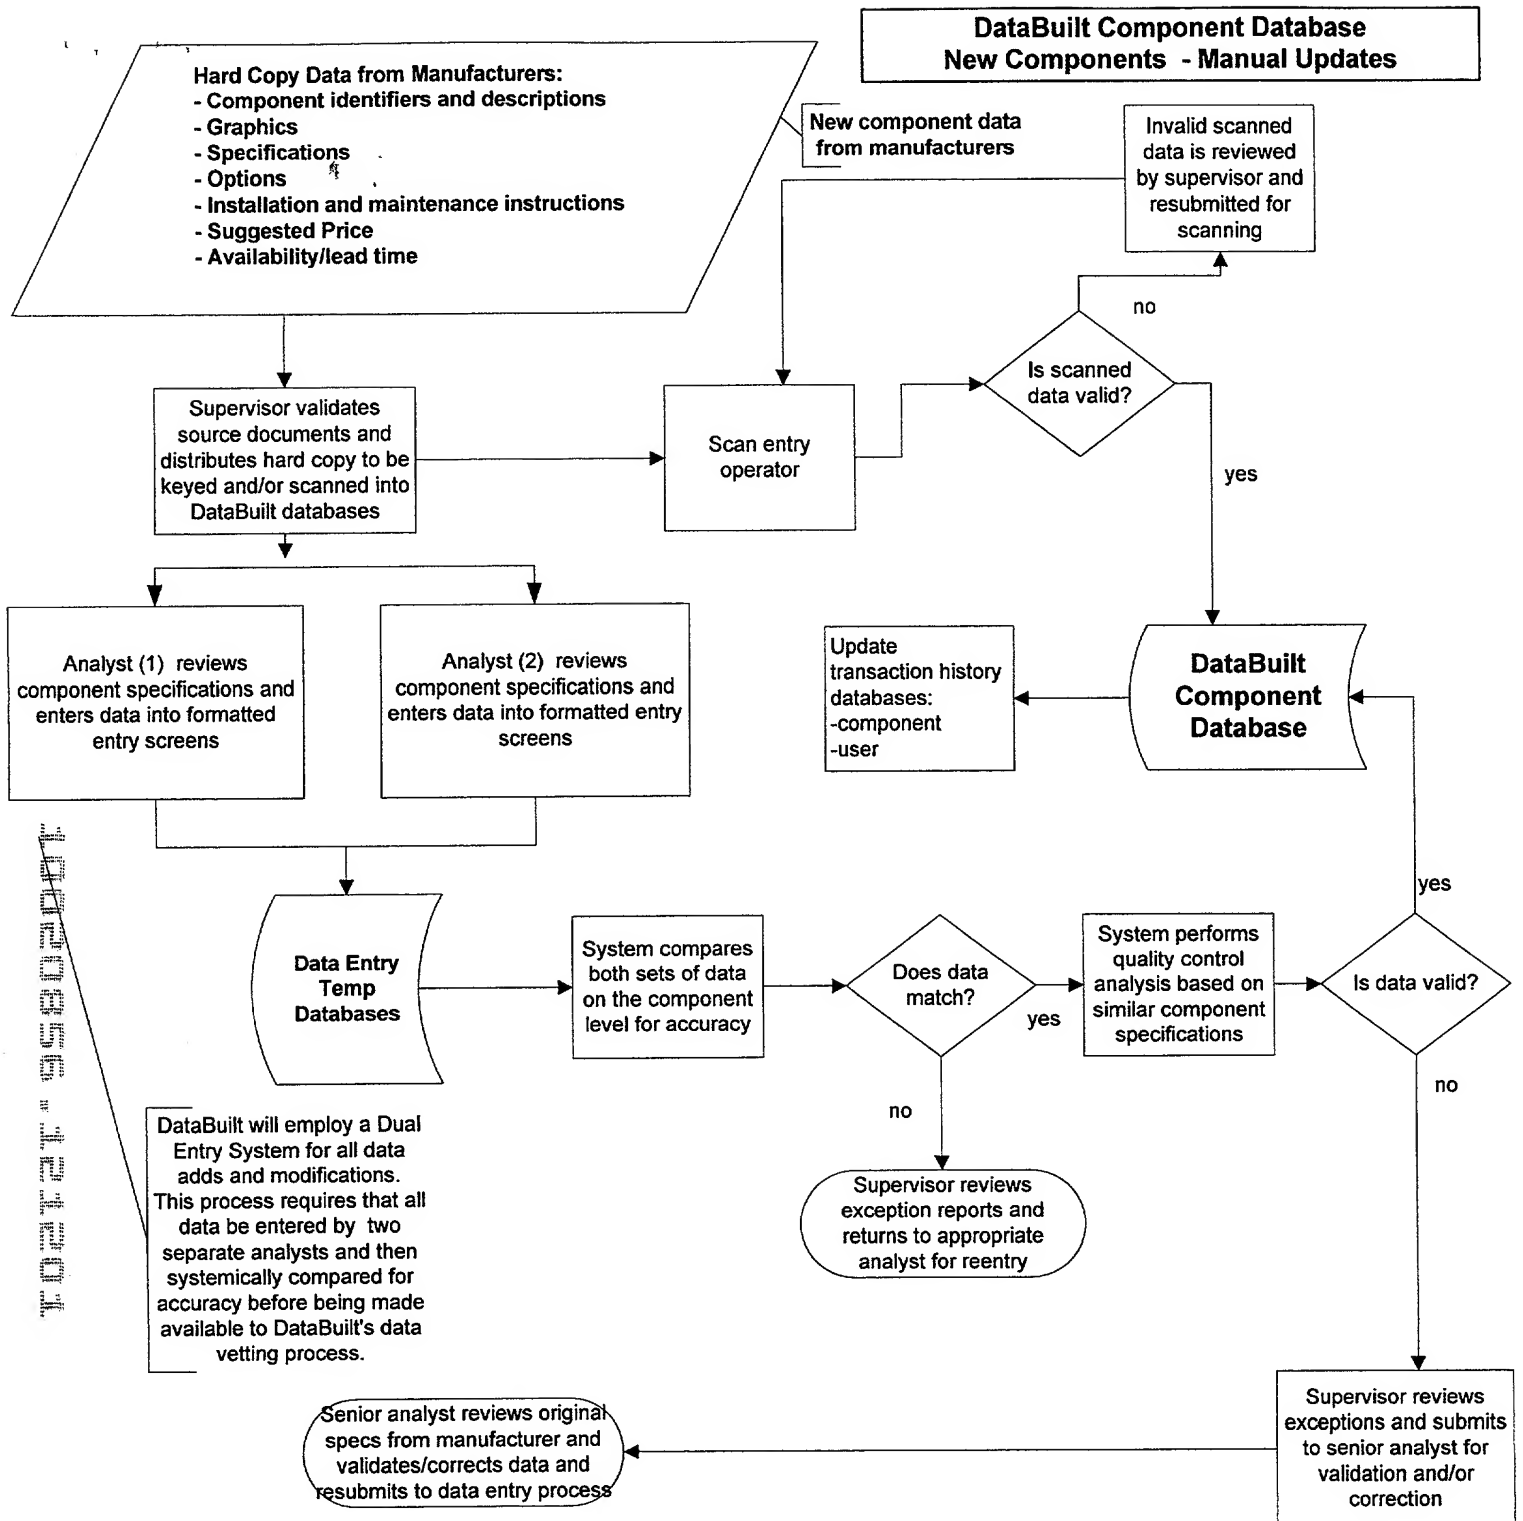 DataBuilt Component Database
New Components - Manual Updates
Hard Copy Data from Manufacturers:
- Component identifiers and descriptions
- Graphics
- Specifications
- Options
- Installation and maintenance instructions
- Suggested Price
- Availability/lead time
New component data
from manufacturers
Invalid scanned
data is reviewed
by supervisor and
resubmitted for
scanning
no
Is scanned
data valid?
yes
Supervisor validates
source documents and
distributes hard copy to be
keyed and/or scanned into
DataBuilt databases
Scan entry
operator
Analyst (1) reviews
component specifications and
enters data into formatted
entry screens
Analyst (2) reviews
component specifications and
enters data into formatted entry
screens
Update
transaction history
databases:
-component
-user
DataBuilt
Component
Database
yes
Data Entry
Temp
Databases
System compares
both sets of data
on the component
level for accuracy
Does data
match?
yes
System performs
quality control
analysis based on
similar component
specifications
Is data valid?
no
no
10020856.121201
DataBuilt will employ a Dual
Entry System for all data
adds and modifications.
This process requires that all
data be entered by two
separate analysts and then
systemically compared for
accuracy before being made
available to DataBuilt's data
vetting process.
Supervisor reviews
exception reports and
returns to appropriate
analyst for reentry
Senior analyst reviews original
specs from manufacturer and
validates/corrects data and
resubmits to data entry process
Supervisor reviews
exceptions and submits
to senior analyst for
validation and/or
correction